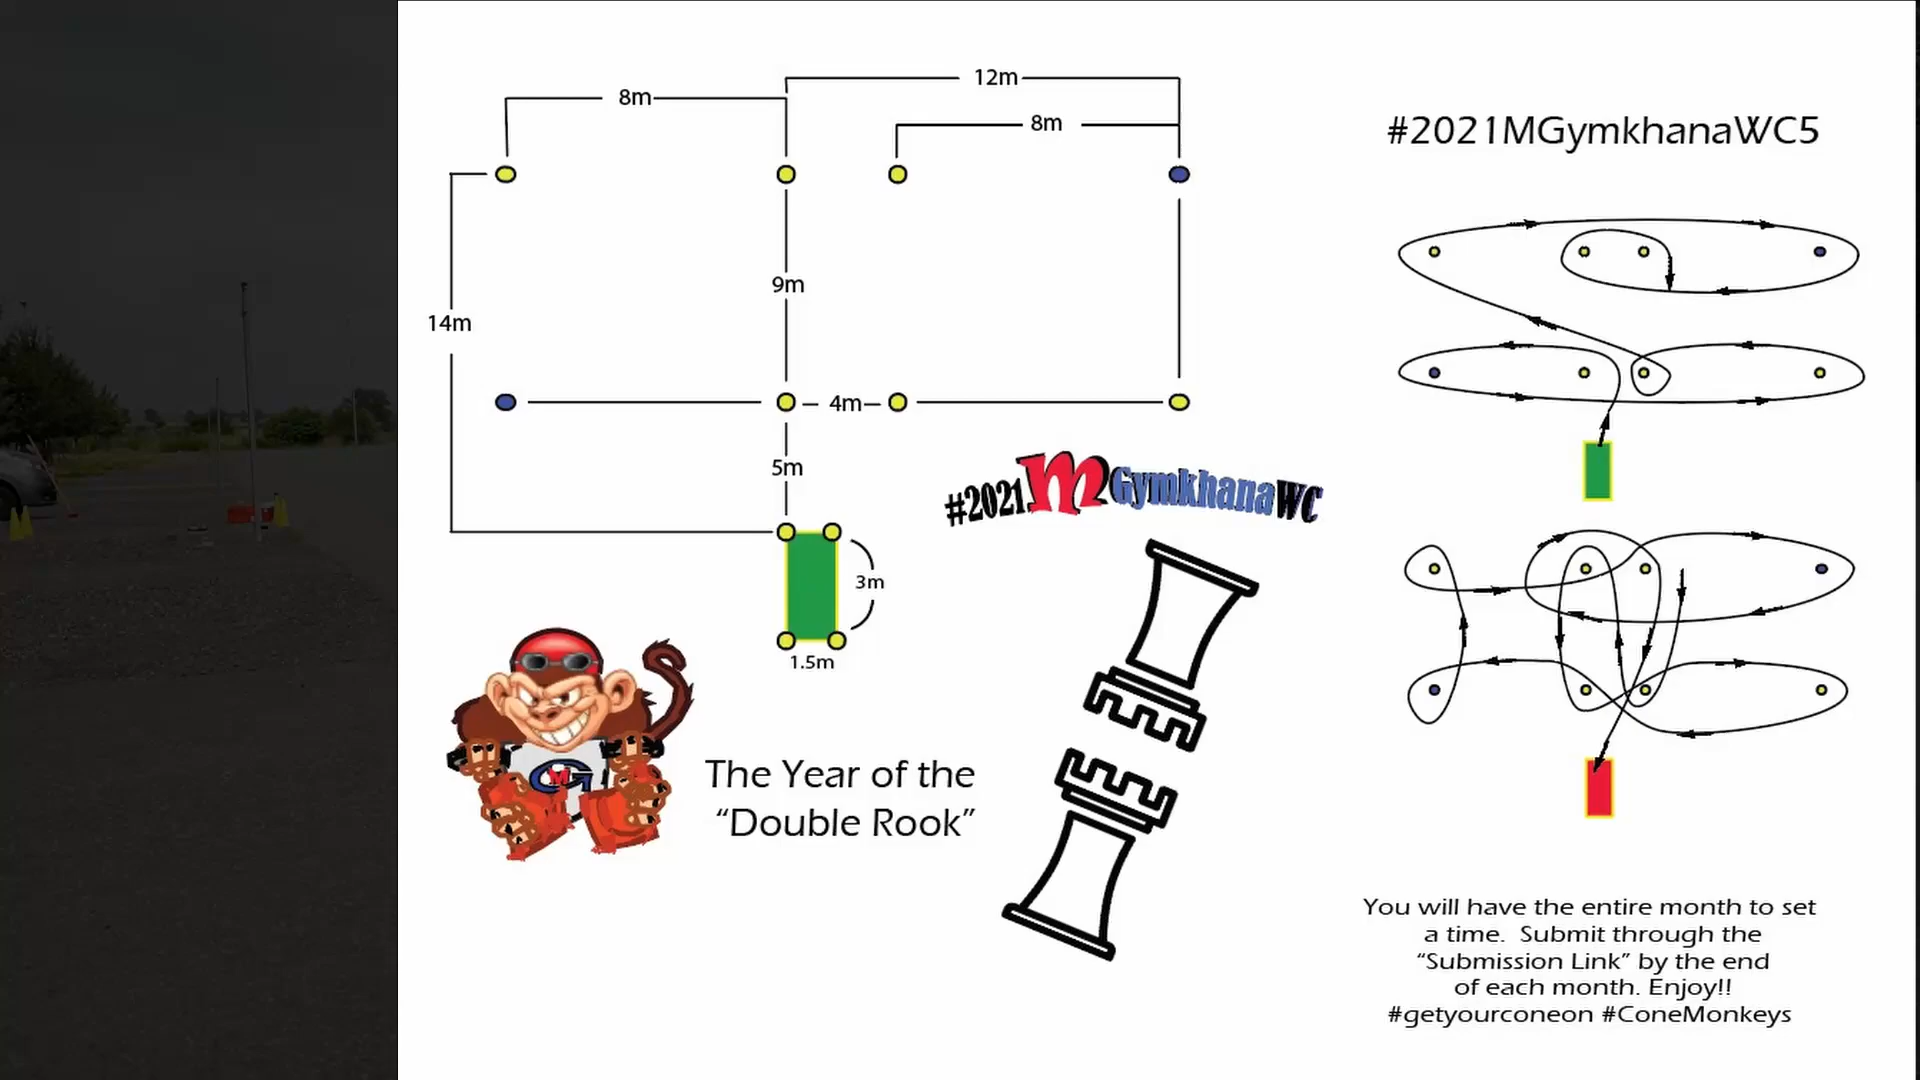 12m
8m
8m
#2021MGymkhanaWC5
9m
14m
4m
5m
#2021MGymkhanaWC
3m
1.5m
GM
The Year of the
“Double Rook”
You will have the entire month to set
a time. Submit through the
“Submission Link” by the end
of each month. Enjoy!!
#getyourconeon #ConeMonkeys